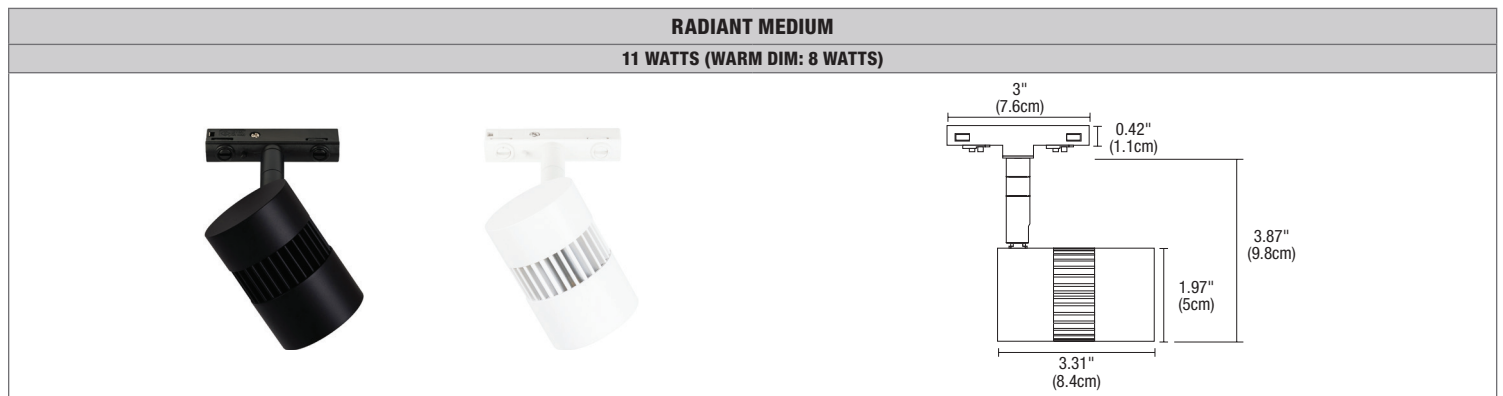 RADIANT MEDIUM
11 WATTS (WARM DIM: 8 WATTS)
3"
(7.6cm)
0.42"
(1.1cm)
3.87"
(9.8cm)
1.97"
(5cm)
3.31"
(8.4cm)